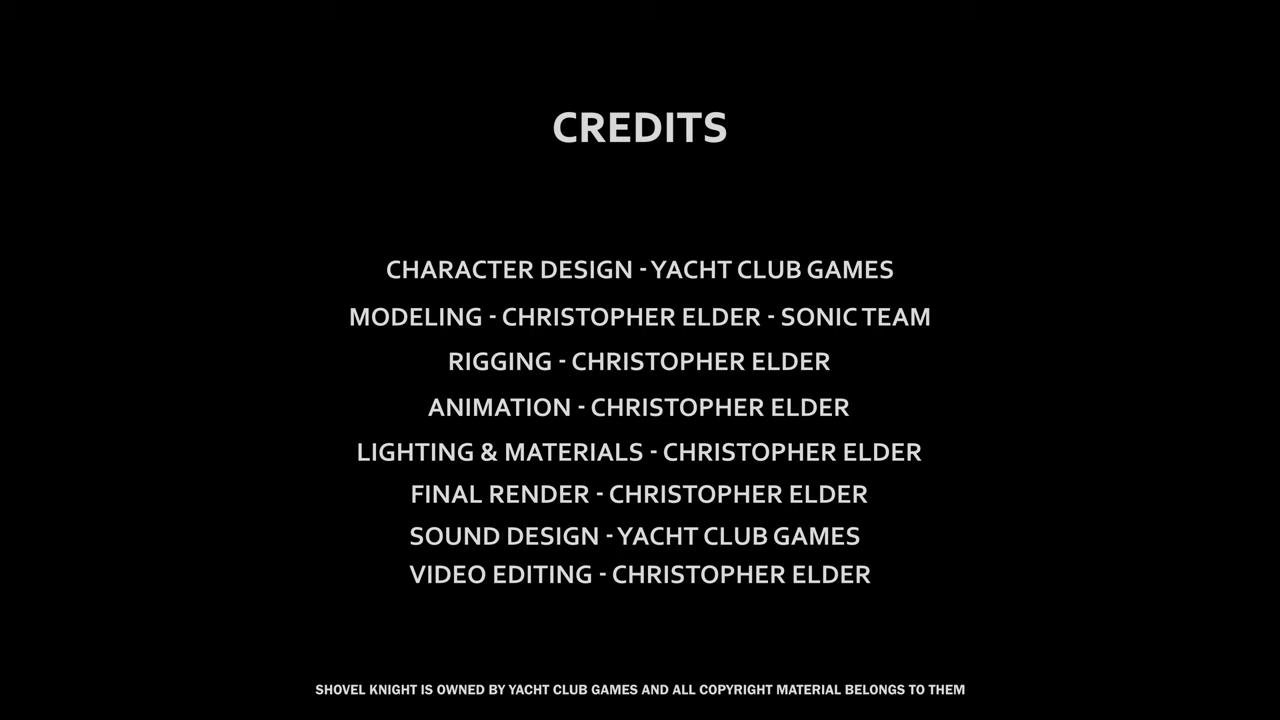 CREDITS
CHARACTER DESIGN - YACHT CLUB GAMES
MODELING - CHRISTOPHER ELDER - SONIC TEAM
RIGGING - CHRISTOPHER ELDER
ANIMATION - CHRISTOPHER ELDER
LIGHTING & MATERIALS - CHRISTOPHER ELDER
FINAL RENDER - CHRISTOPHER ELDER
SOUND DESIGN - YACHT CLUB GAMES
VIDEO EDITING - CHRISTOPHER ELDER
SHOVEL KNIGHT IS OWNED BY YACHT CLUB GAMES AND ALL COPYRIGHT MATERIAL BELONGS TO THEM